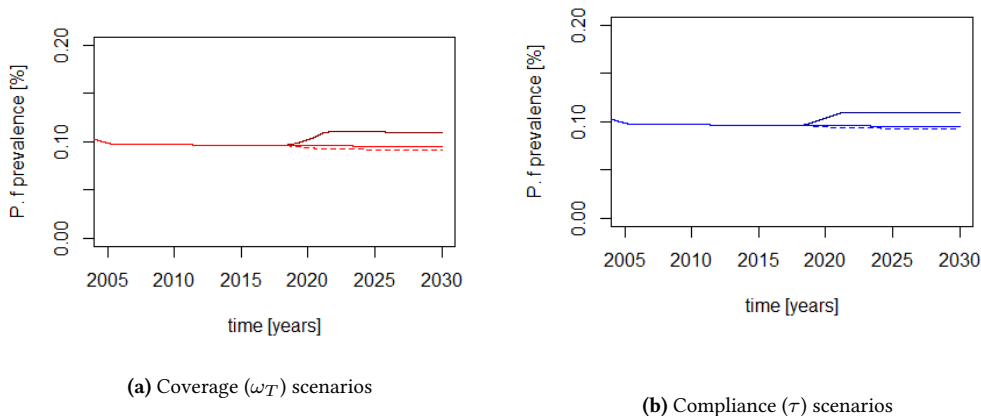 P. f prevalence [%]
0.20
0.10
0.00
2005 2010 2015 2020 2025 2030
time [years]
(a) Coverage (ωT) scenarios
P. f prevalence [%]
0.20
0.10
0.00
2005 2010 2015 2020 2025 2030
time [years]
(b) Compliance (τ) scenarios